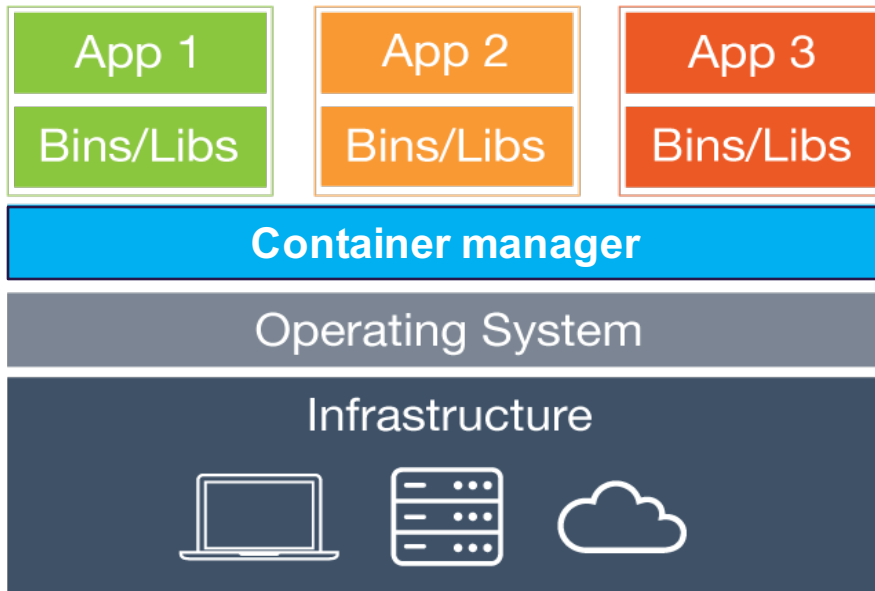 App 1
App 2
App 3
Bins/Libs
Bins/Libs
Bins/Libs
Container manager
Operating System
Infrastructure